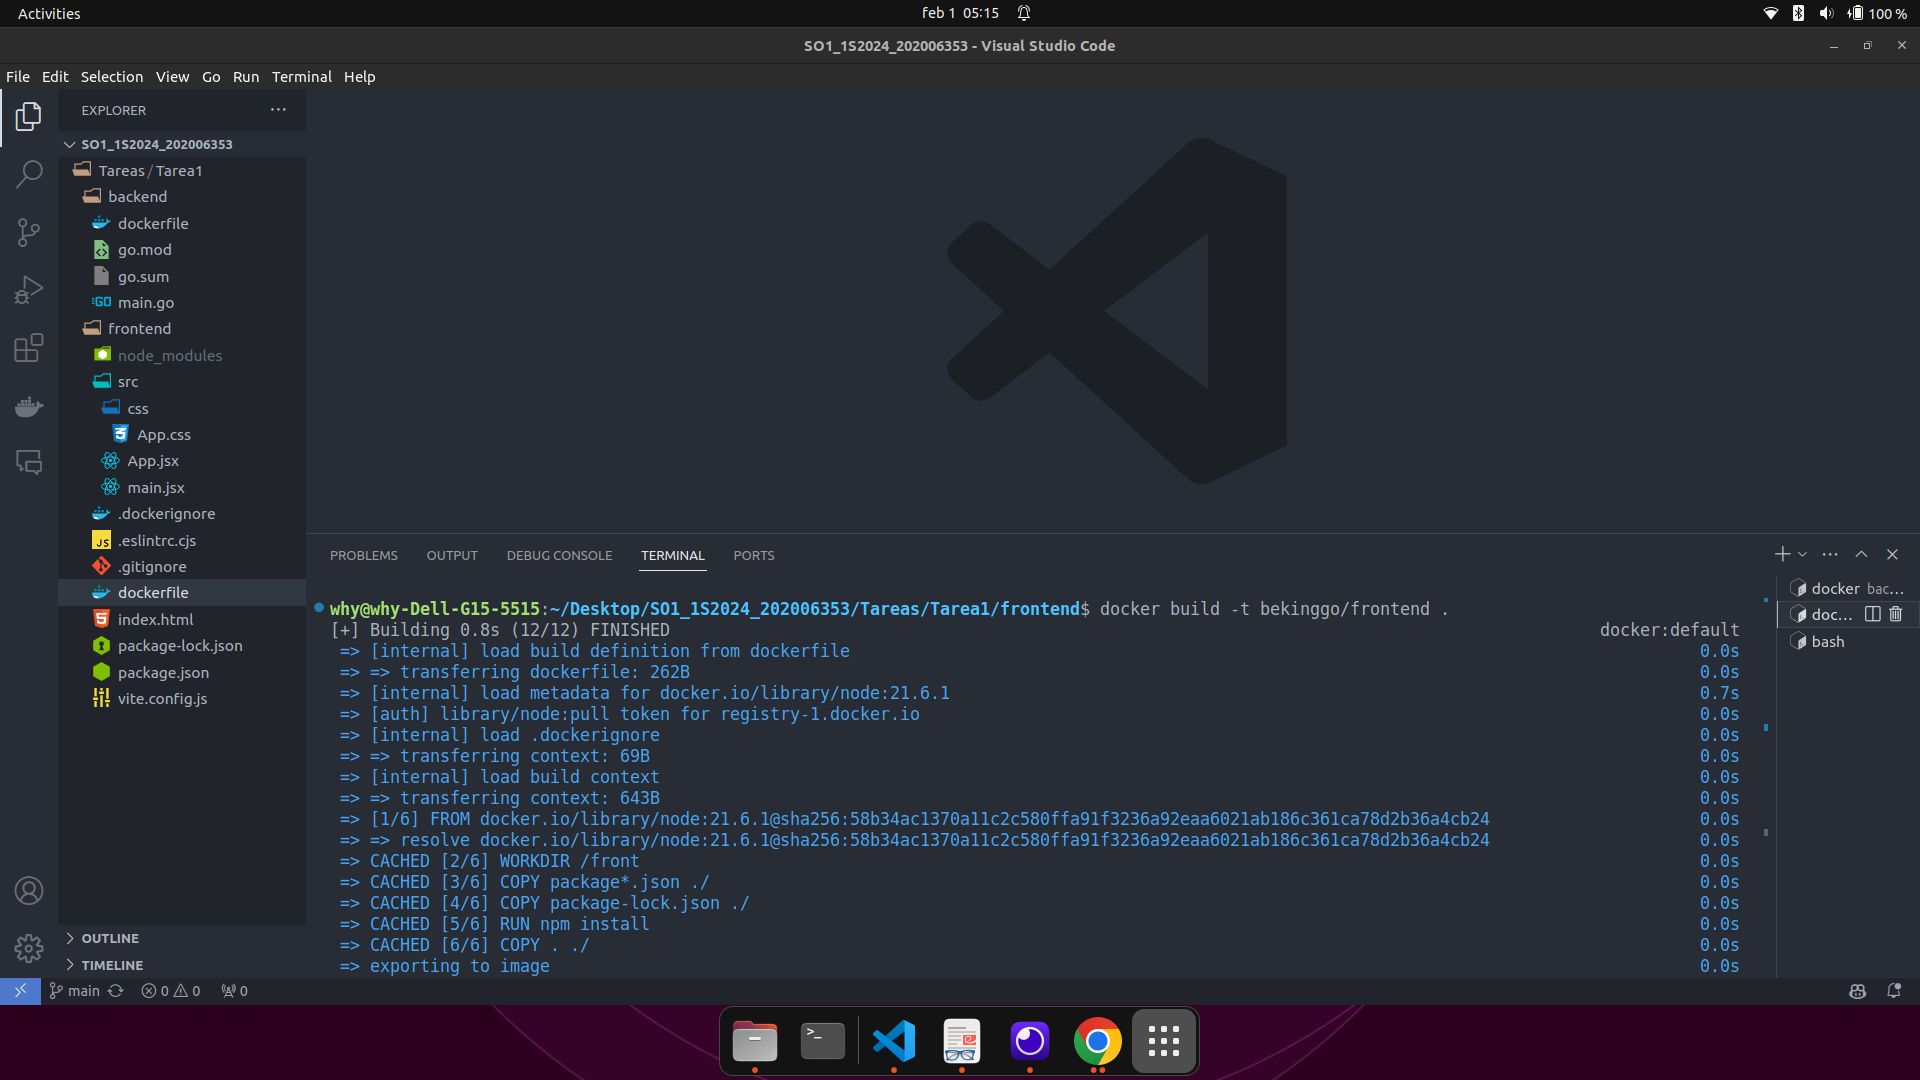 Activities
feb 1 05:15
100 %
SO1_1S2024_202006353 - Visual Studio Code
File Edit Selection View Go Run Terminal Help
EXPLORER
SO1_1S2024_202006353
Tareas / Tarea1
backend
dockerfile
go.mod
go.sum
GO main.go
frontend
node_modules
src
css
App.css
App.jsx
main.jsx
.dockerignore
JS .eslintrc.cjs
.gitignore
dockerfile
index.html
package-lock.json
package.json
vite.config.js
OUTLINE
TIMELINE
PROBLEMS OUTPUT DEBUG CONSOLE TERMINAL PORTS
why@why-Dell-G15-5515:~/Desktop/SO1_1S2024_202006353/Tareas/Tarea1/frontend$ docker build -t bekinggo/frontend .
[+] Building 0.8s (12/12) FINISHED docker:default
=> [internal] load build definition from dockerfile 0.0s
=> => transferring dockerfile: 262B 0.0s
=> [internal] load metadata for docker.io/library/node:21.6.1 0.7s
=> [auth] library/node:pull token for registry-1.docker.io 0.0s
=> [internal] load .dockerignore 0.0s
=> => transferring context: 69B 0.0s
=> [internal] load build context 0.0s
=> => transferring context: 643B 0.0s
=> [1/6] FROM docker.io/library/node:21.6.1@sha256:58b34ac1370a11c2c580ffa91f3236a92eaa6021ab186c361ca78d2b36a4cb24 0.0s
=> => resolve docker.io/library/node:21.6.1@sha256:58b34ac1370a11c2c580ffa91f3236a92eaa6021ab186c361ca78d2b36a4cb24 0.0s
=> CACHED [2/6] WORKDIR /front 0.0s
=> CACHED [3/6] COPY package*.json ./ 0.0s
=> CACHED [4/6] COPY package-lock.json ./ 0.0s
=> CACHED [5/6] RUN npm install 0.0s
=> CACHED [6/6] COPY . ./ 0.0s
=> exporting to image 0.0s
docker bac...
doc...
bash
main 0 0 0